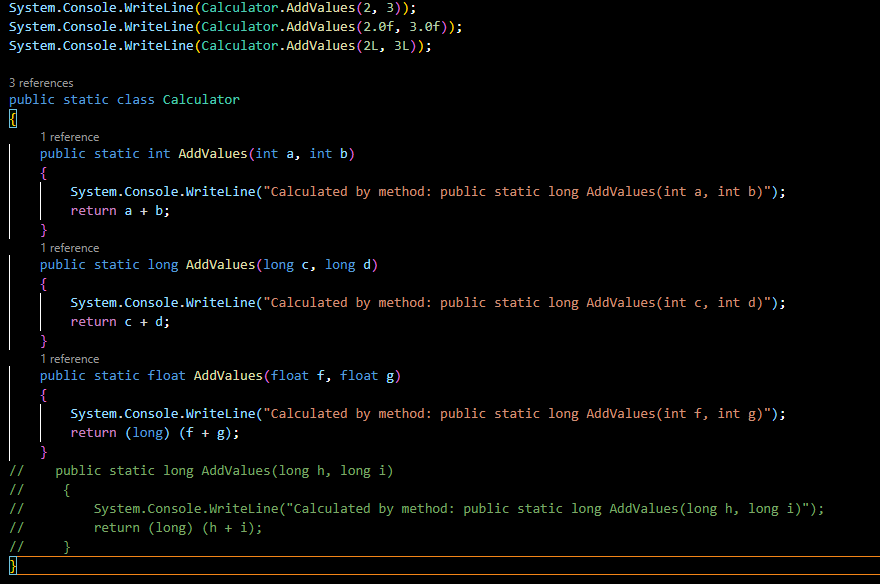 System.Console.WriteLine(Calculator.AddValues(2, 3));
System.Console.WriteLine(Calculator.AddValues(2.0f, 3.0f));
System.Console.WriteLine(Calculator.AddValues(2L, 3L));
3 references
public static class Calculator
{
1 reference
public static int AddValues(int a, int b)
{
System.Console.WriteLine("Calculated by method: public static long AddValues(int a, int b)");
return a + b;
}
1 reference
public static long AddValues(long c, long d)
{
System.Console.WriteLine("Calculated by method: public static long AddValues(int c, int d)");
return c + d;
}
1 reference
public static float AddValues(float f, float g)
{
System.Console.WriteLine("Calculated by method: public static long AddValues(int f, int g)");
return (long) (f + g);
}
//    public static long AddValues(long h, long i)
//     {
//         System.Console.WriteLine("Calculated by method: public static long AddValues(long h, long i)");
//         return (long) (h + i);
//     }
}